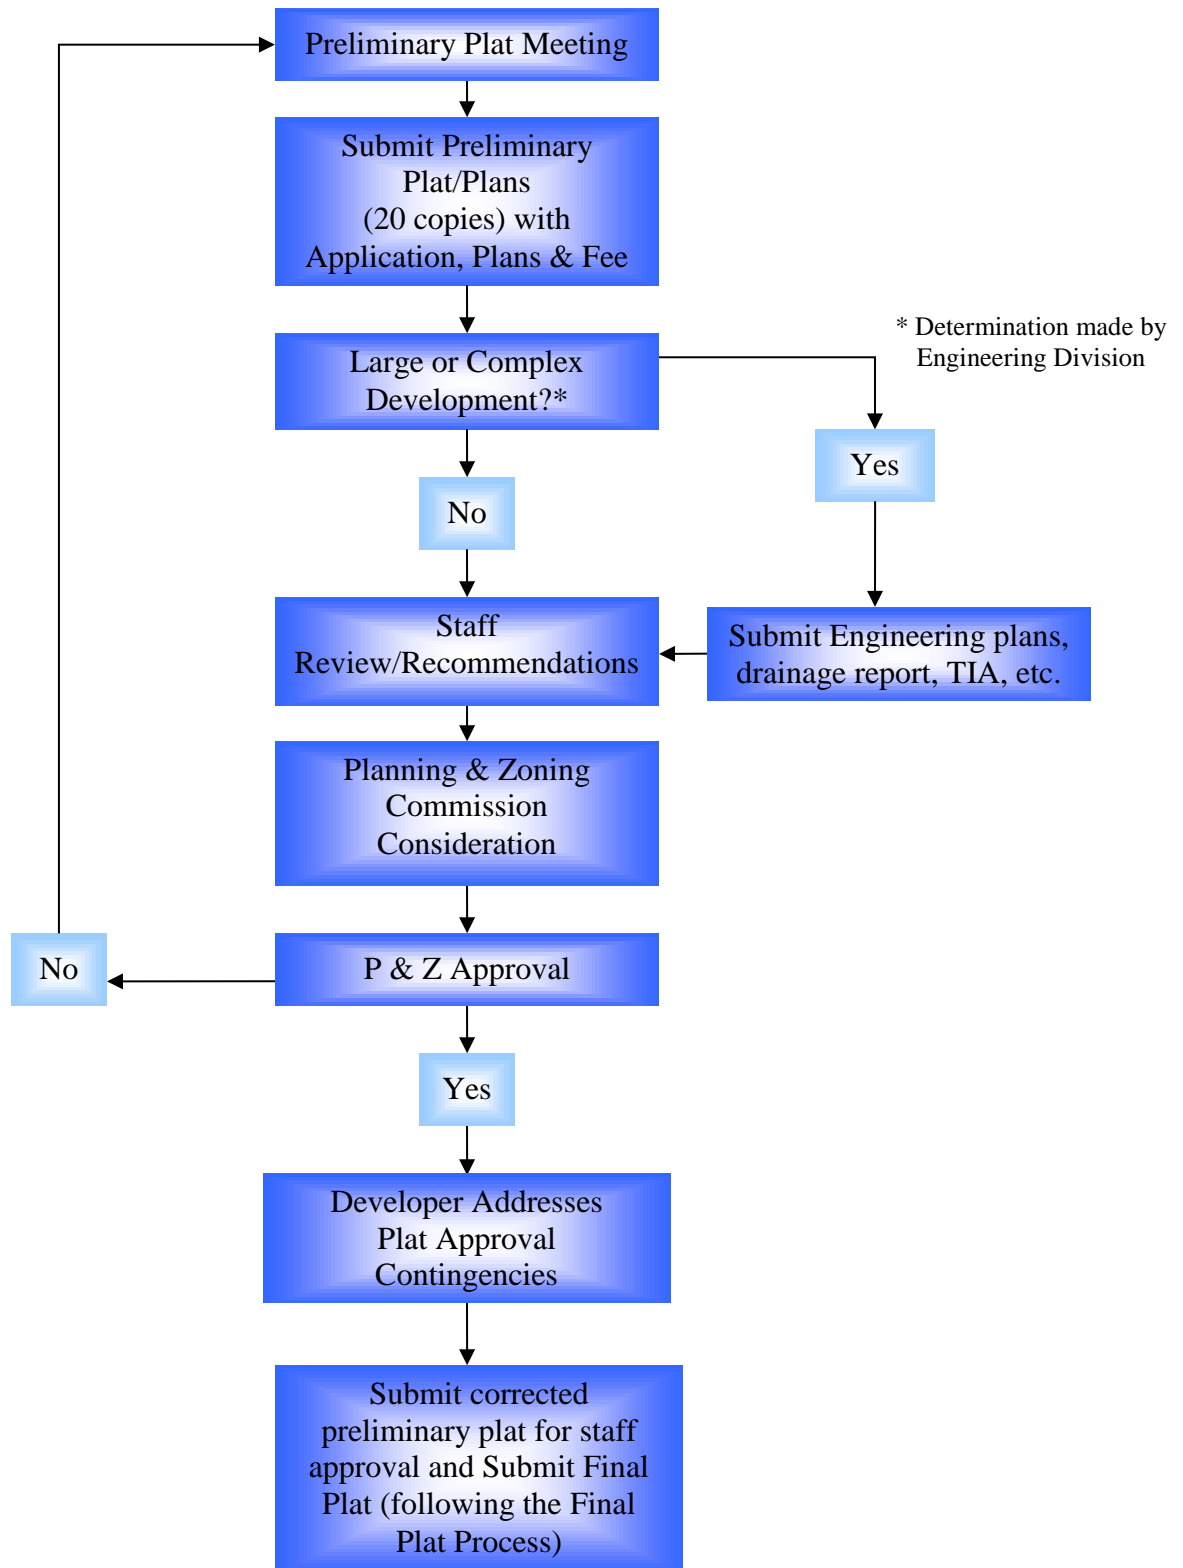 Preliminary Plat Meeting
Submit Preliminary
Plat/Plans
(20 copies) with
Application, Plans & Fee
* Determination made by
Engineering Division
Large or Complex
Development?*
Yes
No
Staff
Review/Recommendations
Submit Engineering plans,
drainage report, TIA, etc.
Planning & Zoning
Commission
Consideration
No
P & Z Approval
Yes
Developer Addresses
Plat Approval
Contingencies
Submit corrected
preliminary plat for staff
approval and Submit Final
Plat (following the Final
Plat Process)